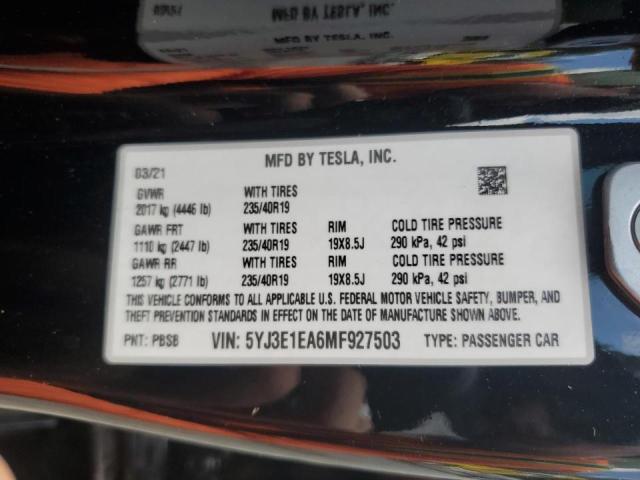 MFD BY TESLA, INC.
MFD BY TESLA, INC.
03/21
GVWR WITH TIRES
2017 kg (4446 lb) 235/40R19
GAWR FRT WITH TIRES RIM COLD TIRE PRESSURE
1110 kg (2447 lb) 235/40R19 19X8.5J 290 kPa, 42 psi
GAWR RR WITH TIRES RIM COLD TIRE PRESSURE
1257 kg (2771 lb) 235/40R19 19X8.5J 290 kPa, 42 psi
THIS VEHICLE CONFORMS TO ALL APPLICABLE U.S. FEDERAL MOTOR VEHICLE SAFETY, BUMPER, AND
THEFT PREVENTION STANDARDS IN EFFECT ON THE DATE OF MANUFACTURE SHOWN ABOVE.
PNT: PBSB VIN: 5YJ3E1EA6MF927503 TYPE: PASSENGER CAR